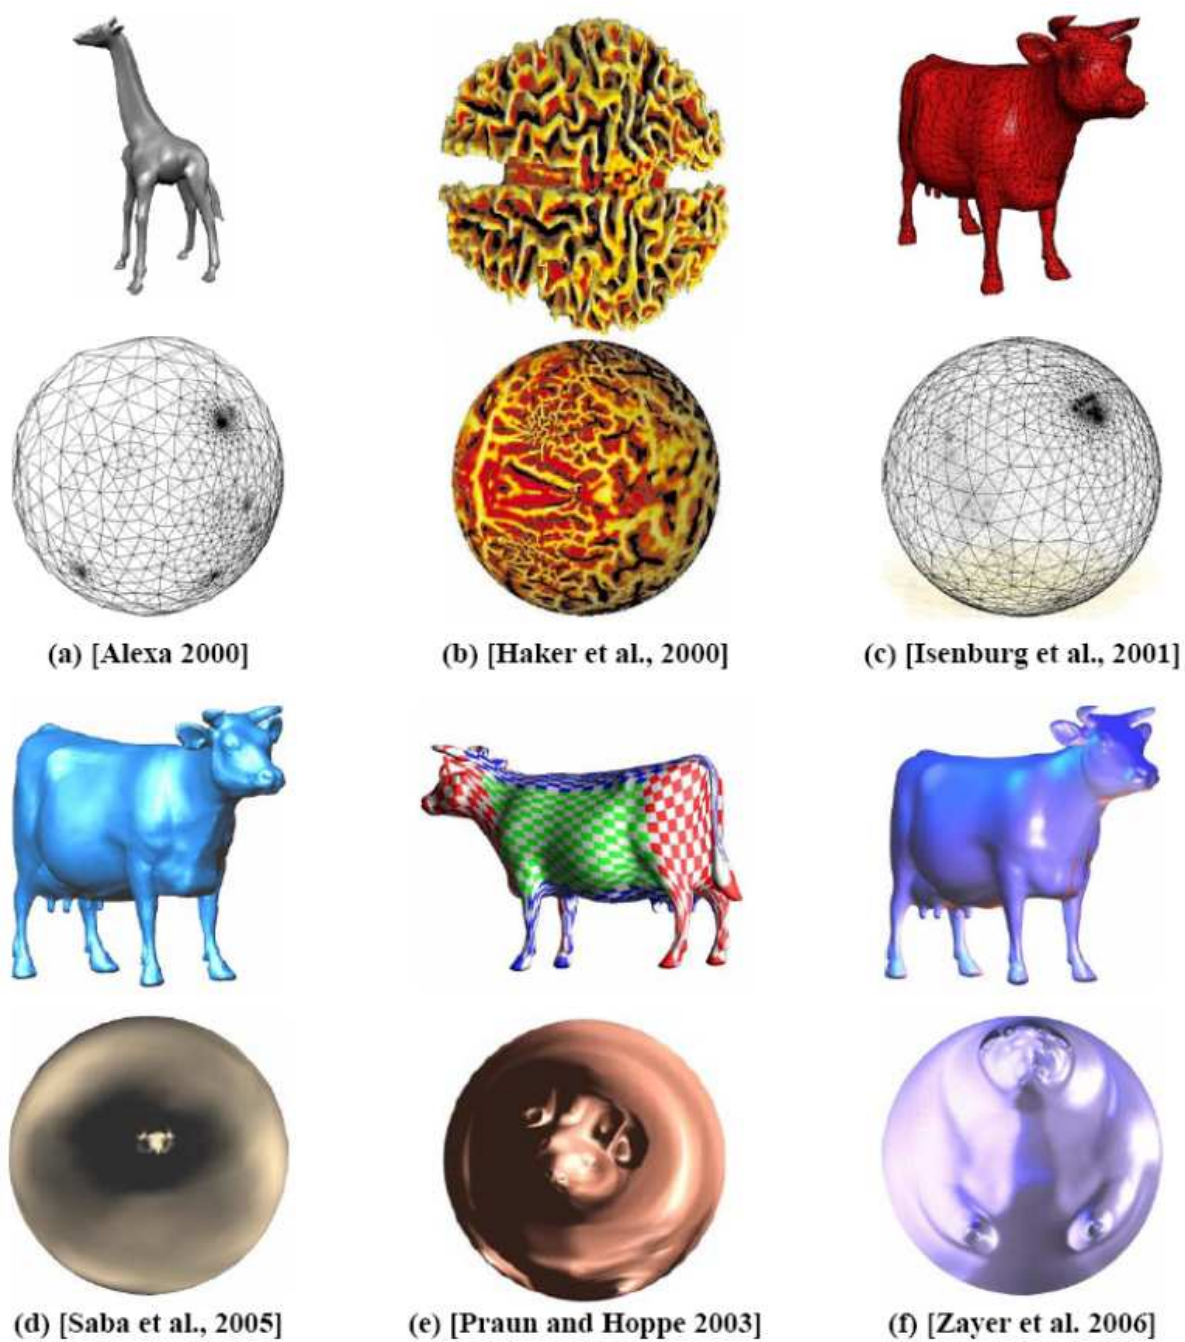 (a) [Alexa 2000]
(b) [Haker et al., 2000]
(c) [Isenburg et al., 2001]
(d) [Saba et al., 2005]
(e) [Praun and Hoppe 2003]
(f) [Zayer et al. 2006]